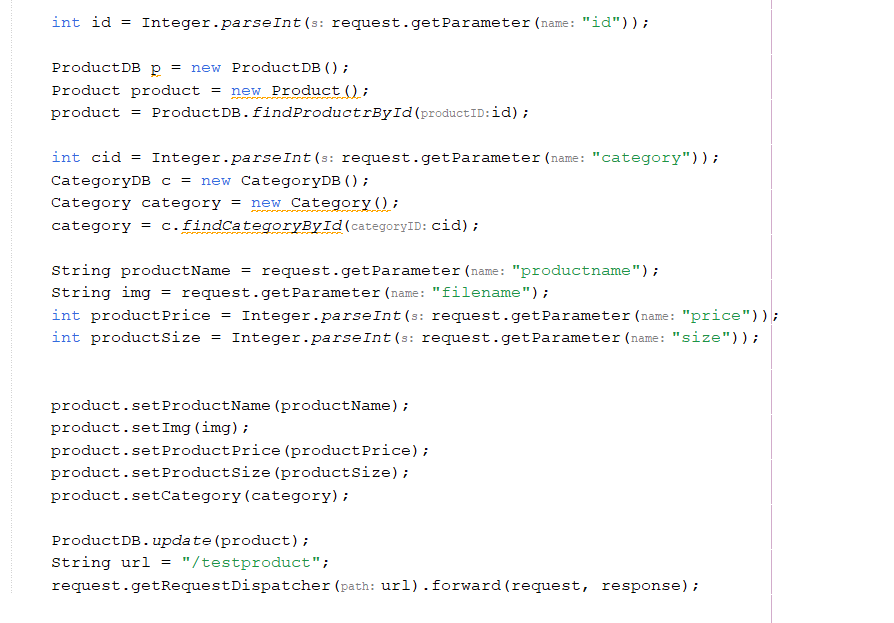 int id = Integer.parseInt(s: request.getParameter(name: "id"));
ProductDB p = new ProductDB();
Product product = new Product();
product = ProductDB.findProductrById(productID:id);
int cid = Integer.parseInt(s: request.getParameter(name: "category"));
CategoryDB c = new CategoryDB();
Category category = new Category();
category = c.findCategoryById(categoryID: cid);
String productName = request.getParameter(name: "productname");
String img = request.getParameter(name: "filename");
int productPrice = Integer.parseInt(s: request.getParameter(name: "price"));
int productSize = Integer.parseInt(s: request.getParameter(name: "size"));
product.setProductName(productName);
product.setImg(img);
product.setProductPrice(productPrice);
product.setProductSize(productSize);
product.setCategory(category);
ProductDB.update(product);
String url = "/testproduct";
request.getRequestDispatcher(path: url).forward(request, response);